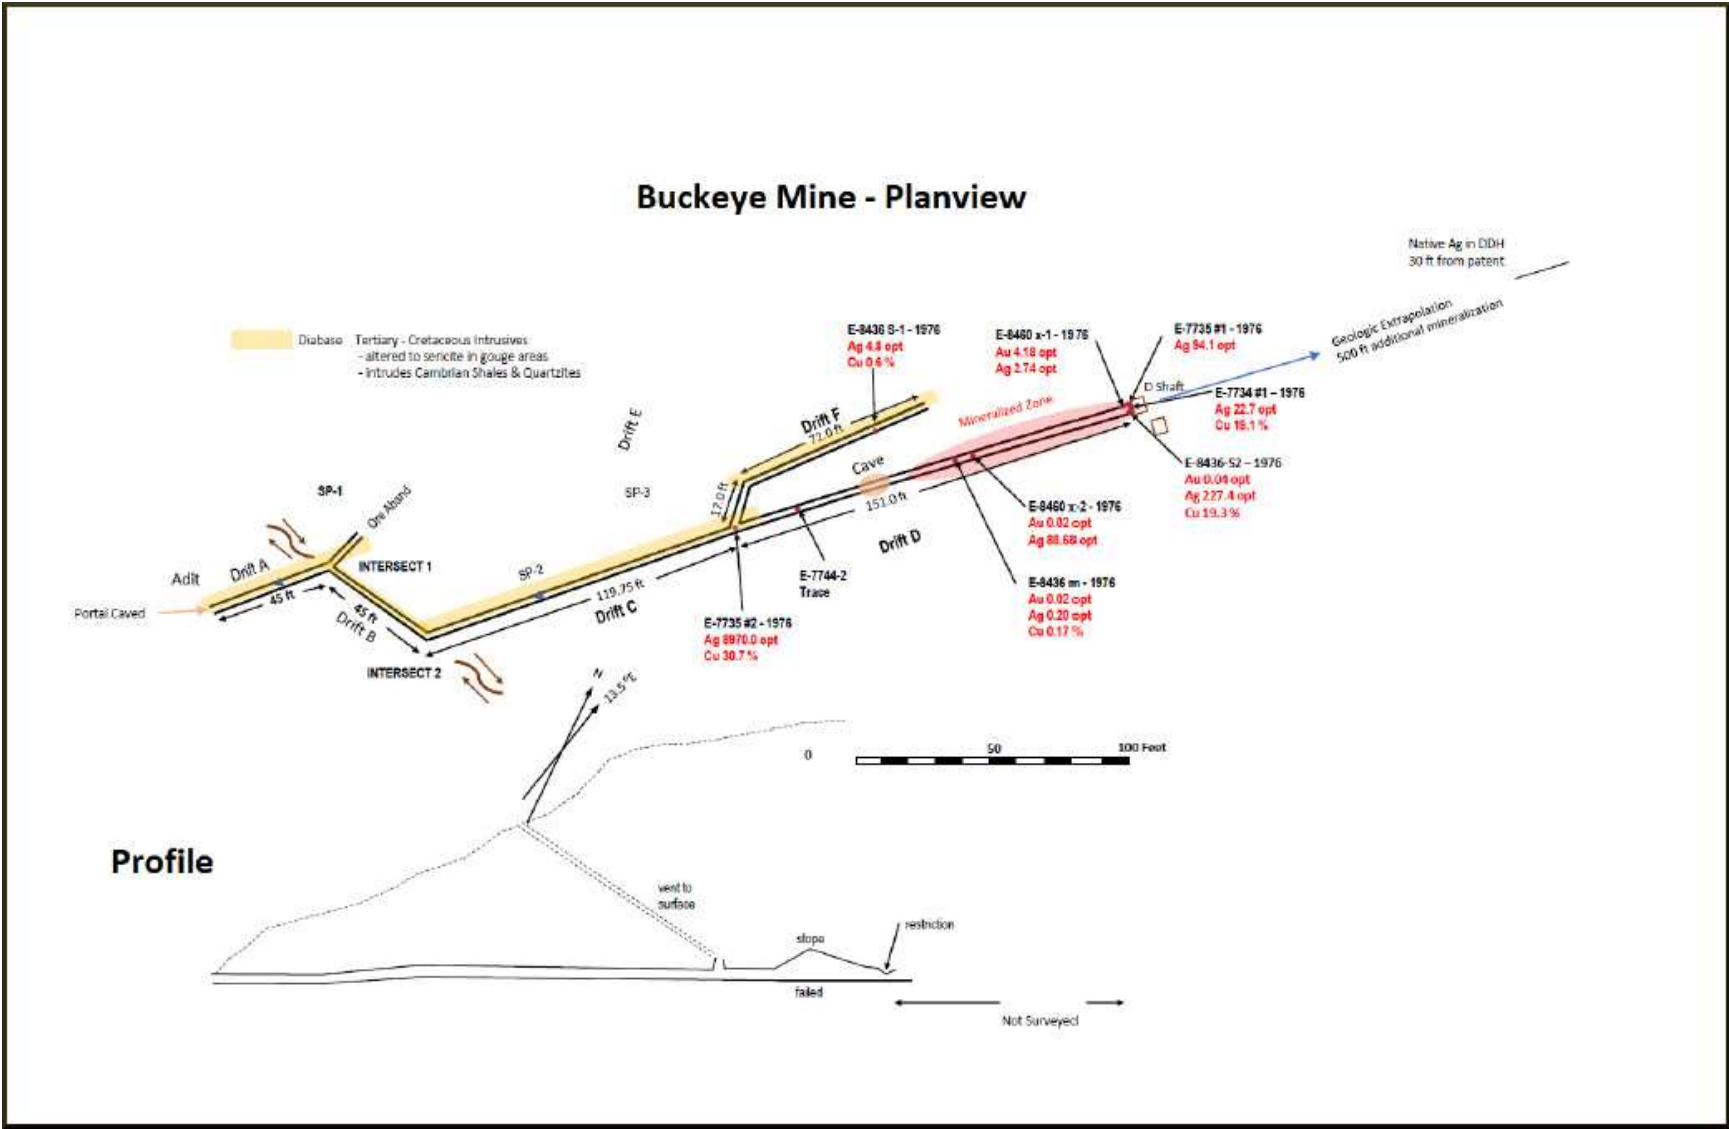 Buckeye Mine - Planview
Native Ag in DDH
30 ft from patent
Geologic Extrapolation
500 ft additional mineralization
Diabase Tertiary - Cretaceous Intrusives
- altered to sericite in gouge areas
- intrudes Cambrian Shales & Quartzites
E-8436 S-1 - 1976
Ag 4.8 opt
Cu 0.6 %
E-8460 x-1 - 1976
Au 4.18 opt
Ag 2.74 opt
E-7735 #1 - 1976
Ag 94.1 opt
D Shaft
E-7734 #1 - 1976
Ag 22.7 opt
Cu 19.1 %
Mineralized Zone
Drift E
Drift F
72.0 ft
Cave
E-8436-S2 - 1976
Au 0.04 opt
Ag 227.4 opt
Cu 19.3 %
SP-1
Ore Aband
SP-3
17.0 ft
151.0 ft
Drift D
E-8460 x-2 - 1976
Au 0.02 opt
Ag 88.68 opt
Adit
Drift A
INTERSECT 1
SP-2
Portal Caved
45 ft
45 ft
Drift B
119.75 ft
Drift C
E-7744-2
Trace
E-8436 m - 1976
Au 0.02 opt
Ag 0.20 opt
Cu 0.17 %
E-7735 #2 - 1976
Ag 8970.0 opt
Cu 30.7 %
INTERSECT 2
N
13.5 °E
0 50 100 Feet
Profile
vent to
surface
restriction
stope
failed
Not Surveyed